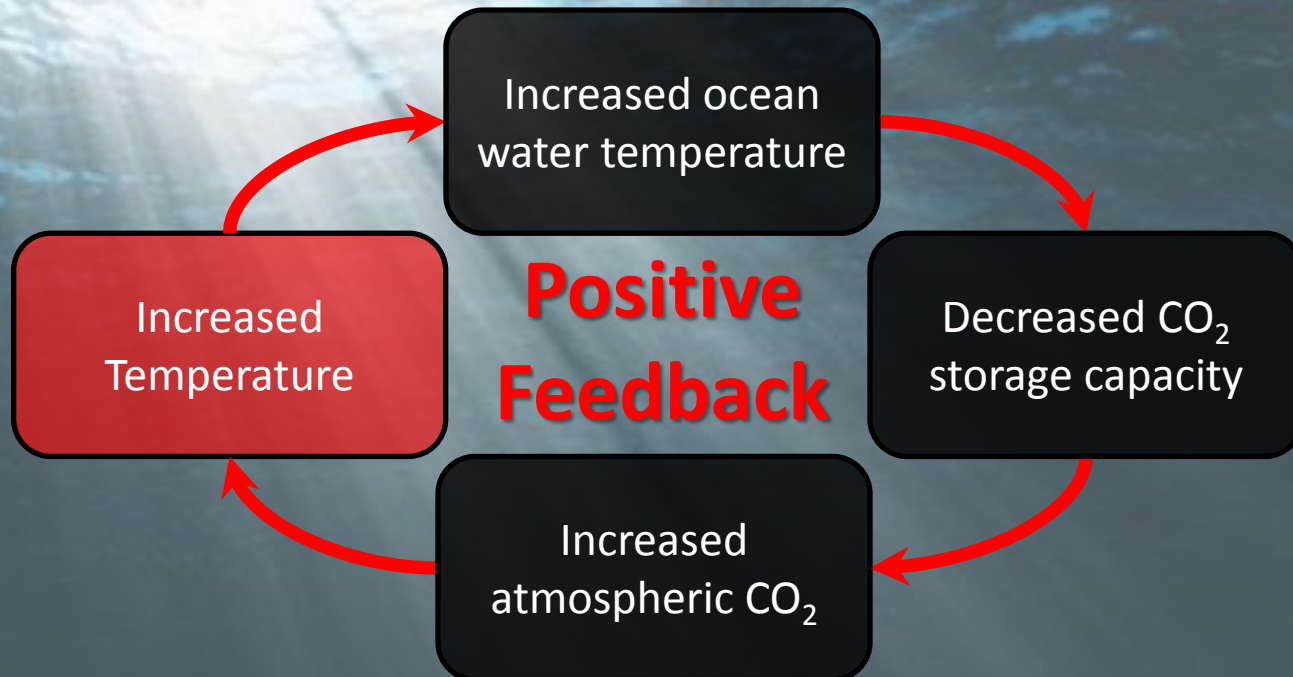 Increased ocean
water temperature
Positive
Feedback
Increased
Temperature
Decreased CO₂
storage capacity
Increased
atmospheric CO₂